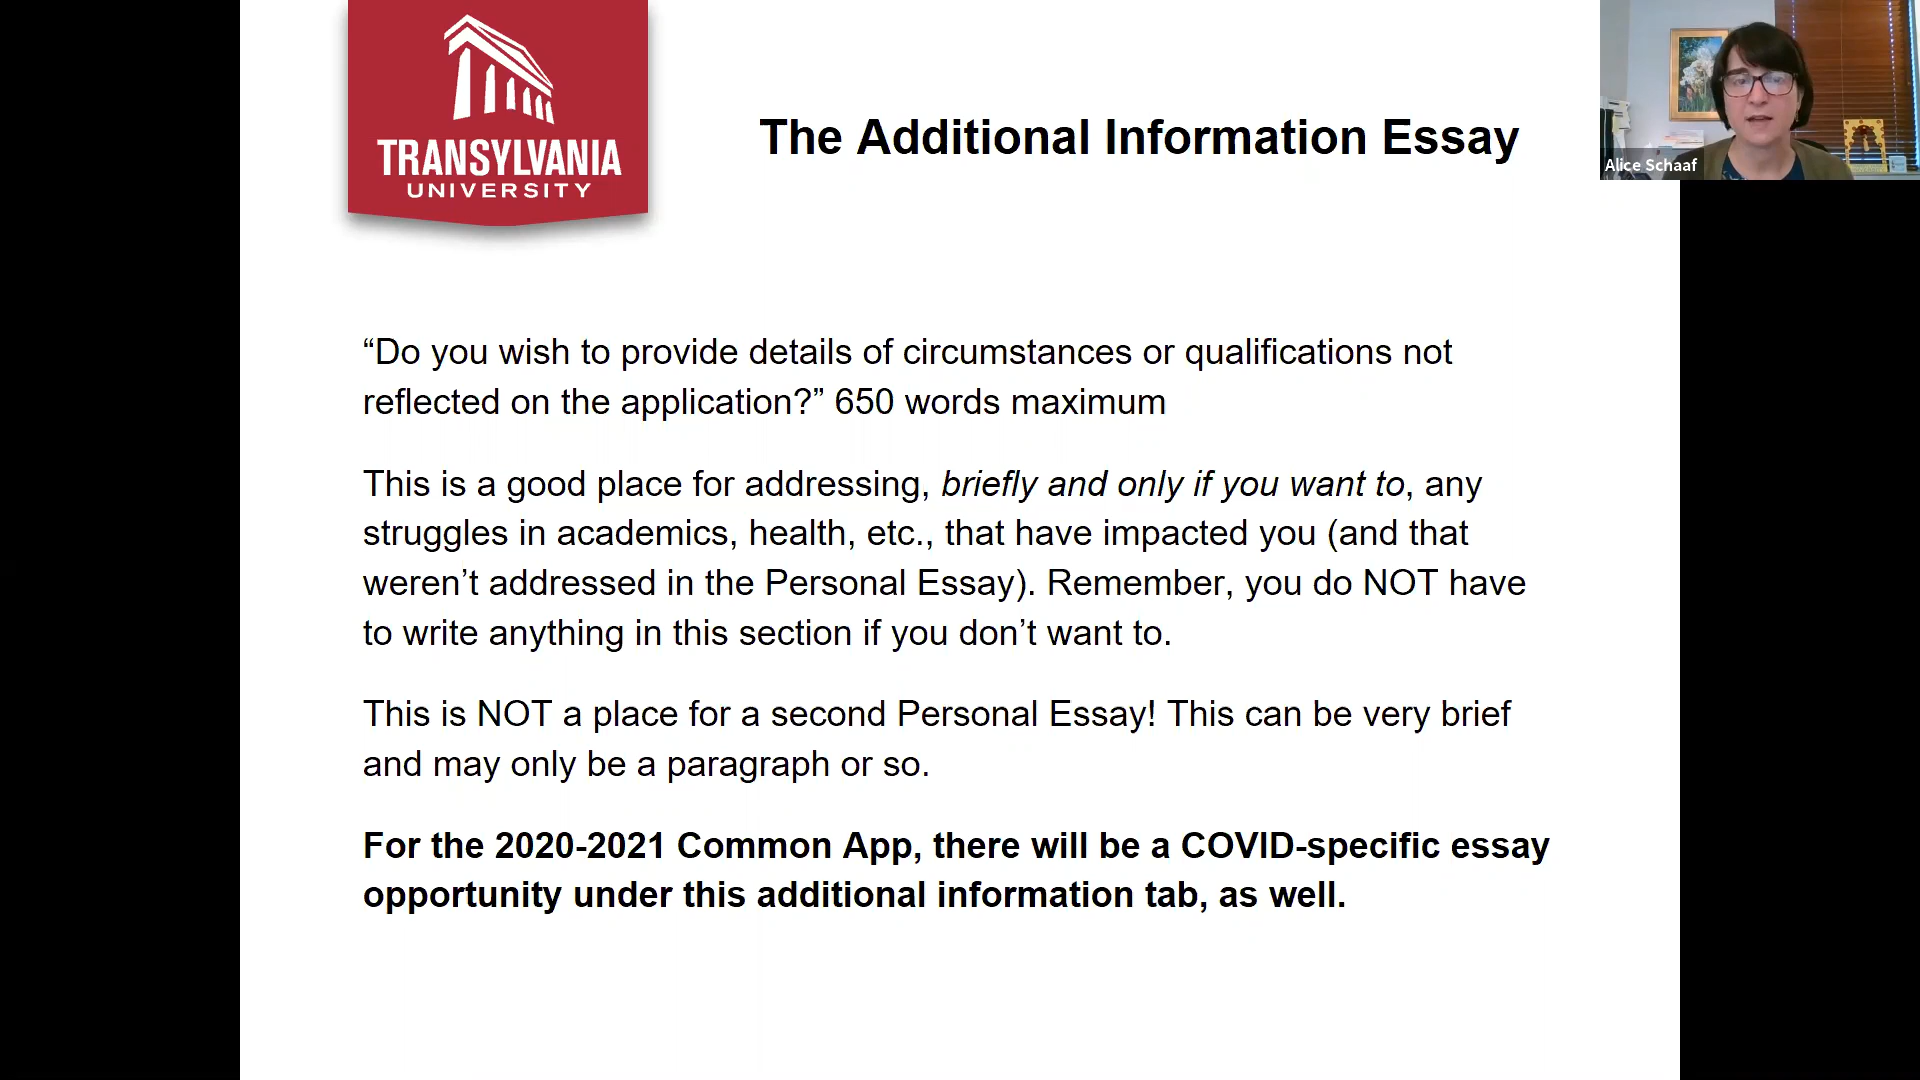 TRANSYLVANIA
UNIVERSITY
The Additional Information Essay
Alice Schaaf
“Do you wish to provide details of circumstances or qualifications not
reflected on the application?” 650 words maximum
This is a good place for addressing, briefly and only if you want to, any
struggles in academics, health, etc., that have impacted you (and that
weren’t addressed in the Personal Essay). Remember, you do NOT have
to write anything in this section if you don’t want to.
This is NOT a place for a second Personal Essay! This can be very brief
and may only be a paragraph or so.
For the 2020-2021 Common App, there will be a COVID-specific essay
opportunity under this additional information tab, as well.